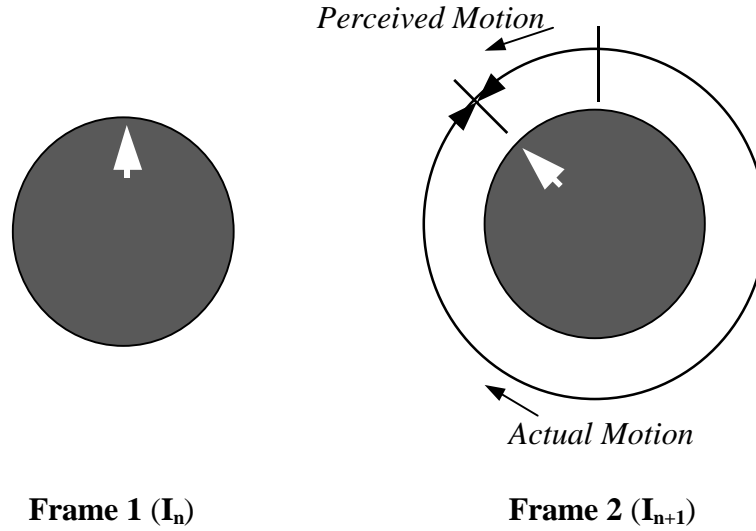 Perceived Motion
Actual Motion
Frame 1 (In)
Frame 2 (In+1)